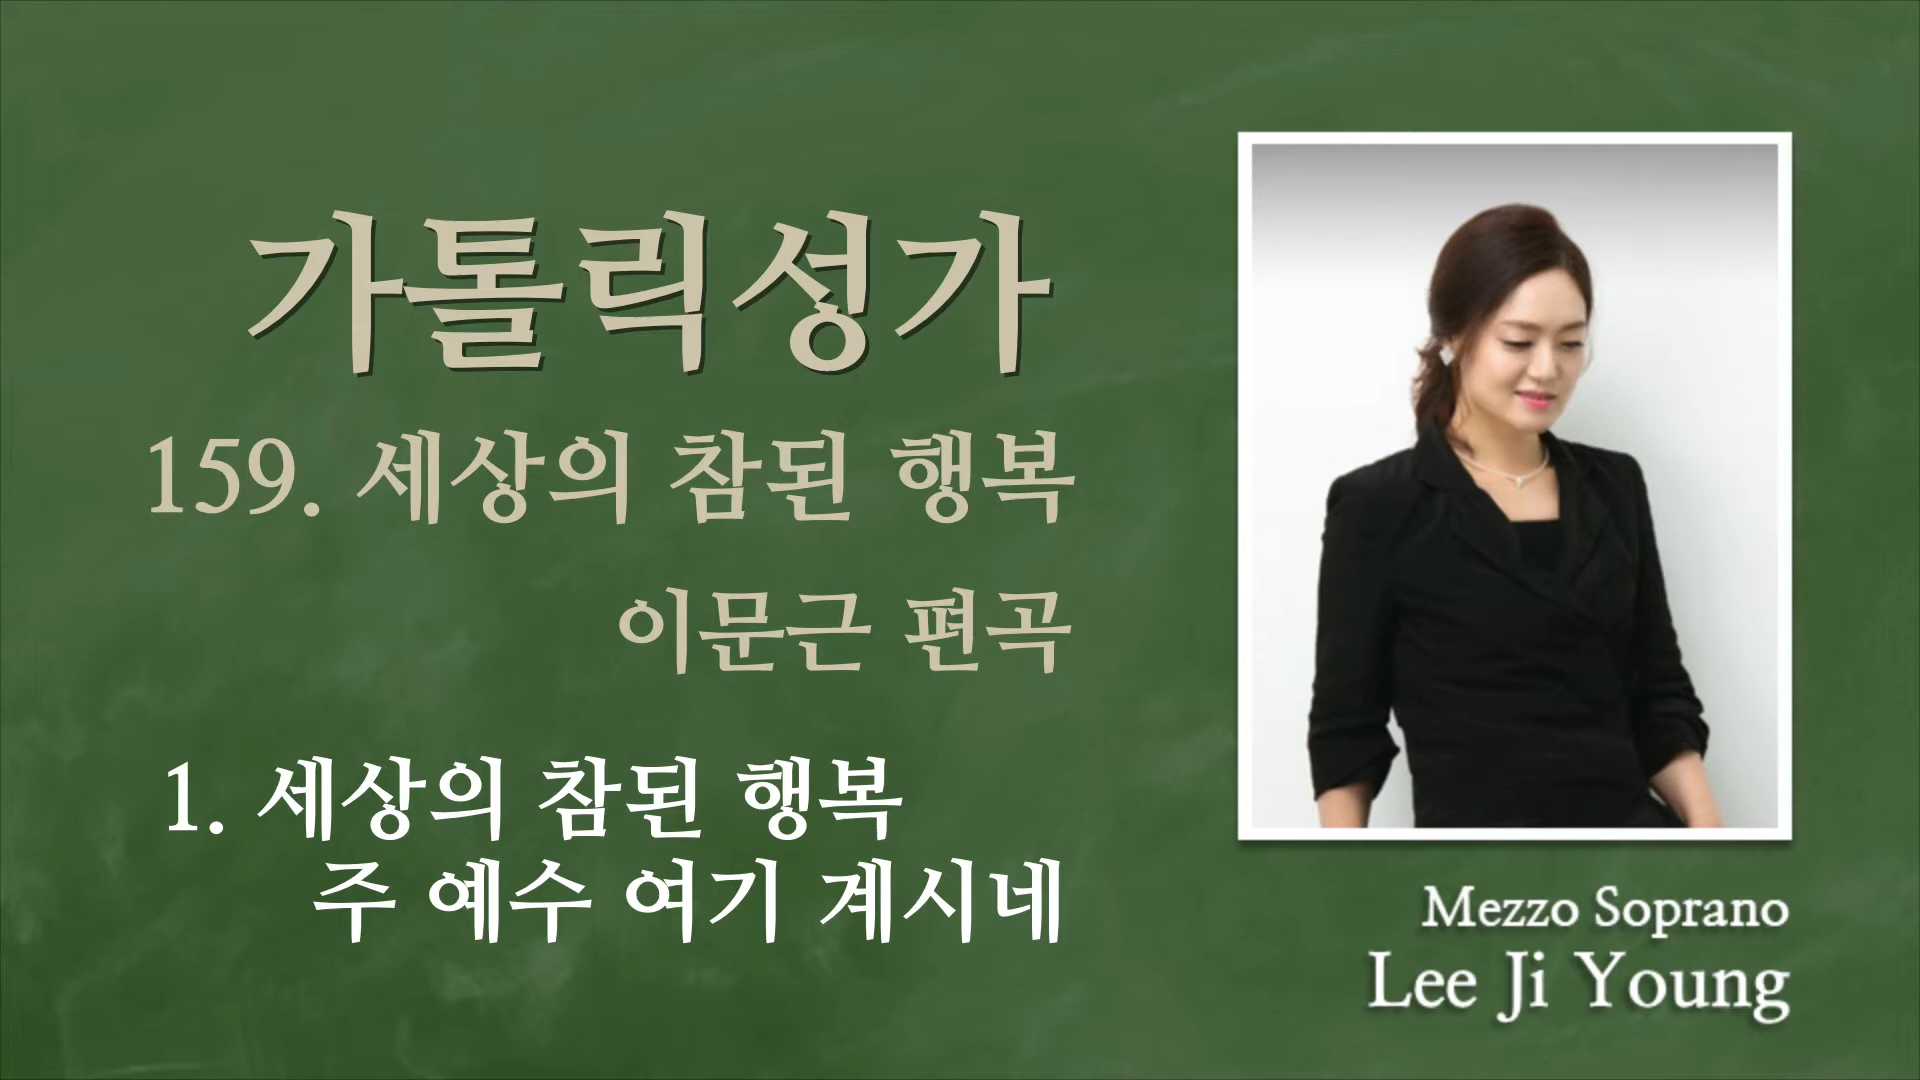 가톨릭성가
159. 세상의 참된 행복
이문근 편곡
1. 세상의 참된 행복
주 예수 여기 계시네
Mezzo Soprano
Lee Ji Young